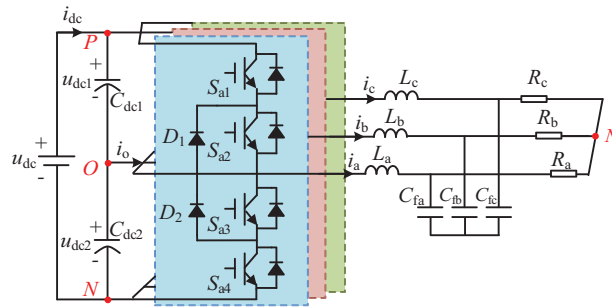 i_dc
P
u_dc1
C_dc1
u_dc
O
i_o
u_dc2
C_dc2
N
S_a1
D_1
S_a2
D_2
S_a3
S_a4
i_c
L_c
R_c
i_b
L_b
R_b
N
i_a
L_a
R_a
C_fa
C_fb
C_fc
+
-
+
-
+
-